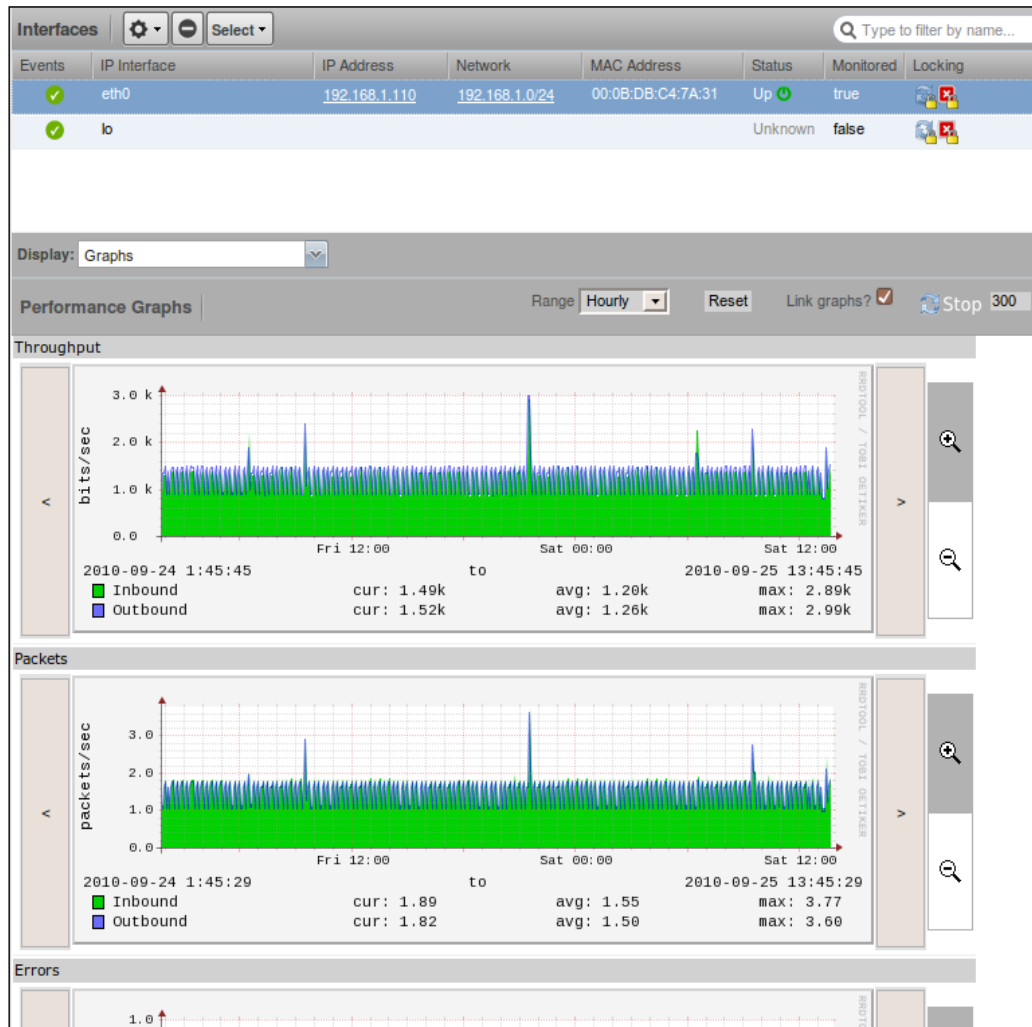 Interfaces Select Type to filter by name...
Events IP Interface IP Address Network MAC Address Status Monitored Locking
eth0 192.168.1.110 192.168.1.0/24 00:0B:DB:C4:7A:31 Up true
lo Unknown false
Display: Graphs
Performance Graphs Range Hourly Reset Link graphs? Stop 300
Throughput
<
bits/sec
3.0 k
2.0 k
1.0 k
0.0
Fri 12:00 Sat 00:00 Sat 12:00
2010-09-24 1:45:45 to 2010-09-25 13:45:45
Inbound cur: 1.49k avg: 1.20k max: 2.89k
Outbound cur: 1.52k avg: 1.26k max: 2.99k
RRDTOOL / TOBI OETIKER
>
Packets
<
packets/sec
3.0
2.0
1.0
0.0
Fri 12:00 Sat 00:00 Sat 12:00
2010-09-24 1:45:29 to 2010-09-25 13:45:29
Inbound cur: 1.89 avg: 1.55 max: 3.77
Outbound cur: 1.82 avg: 1.50 max: 3.60
RRDTOOL / TOBI OETIKER
>
Errors
1.0